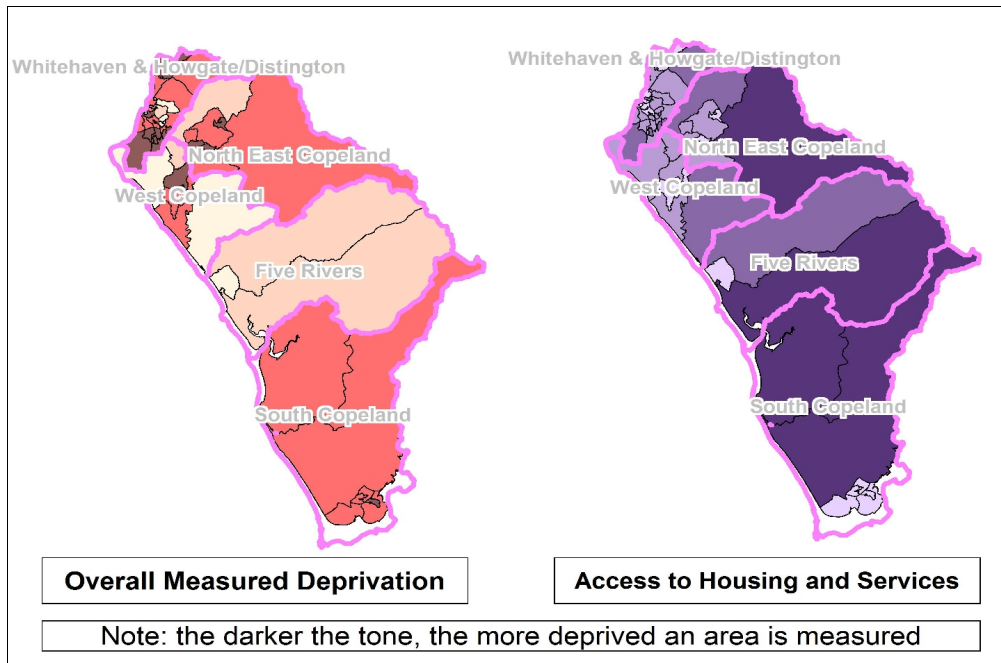 Whitehaven & Howgate/Distington
North East Copeland
West Copeland
Five Rivers
South Copeland
Overall Measured Deprivation
Whitehaven & Howgate/Distington
North East Copeland
West Copeland
Five Rivers
South Copeland
Access to Housing and Services
Note: the darker the tone, the more deprived an area is measured